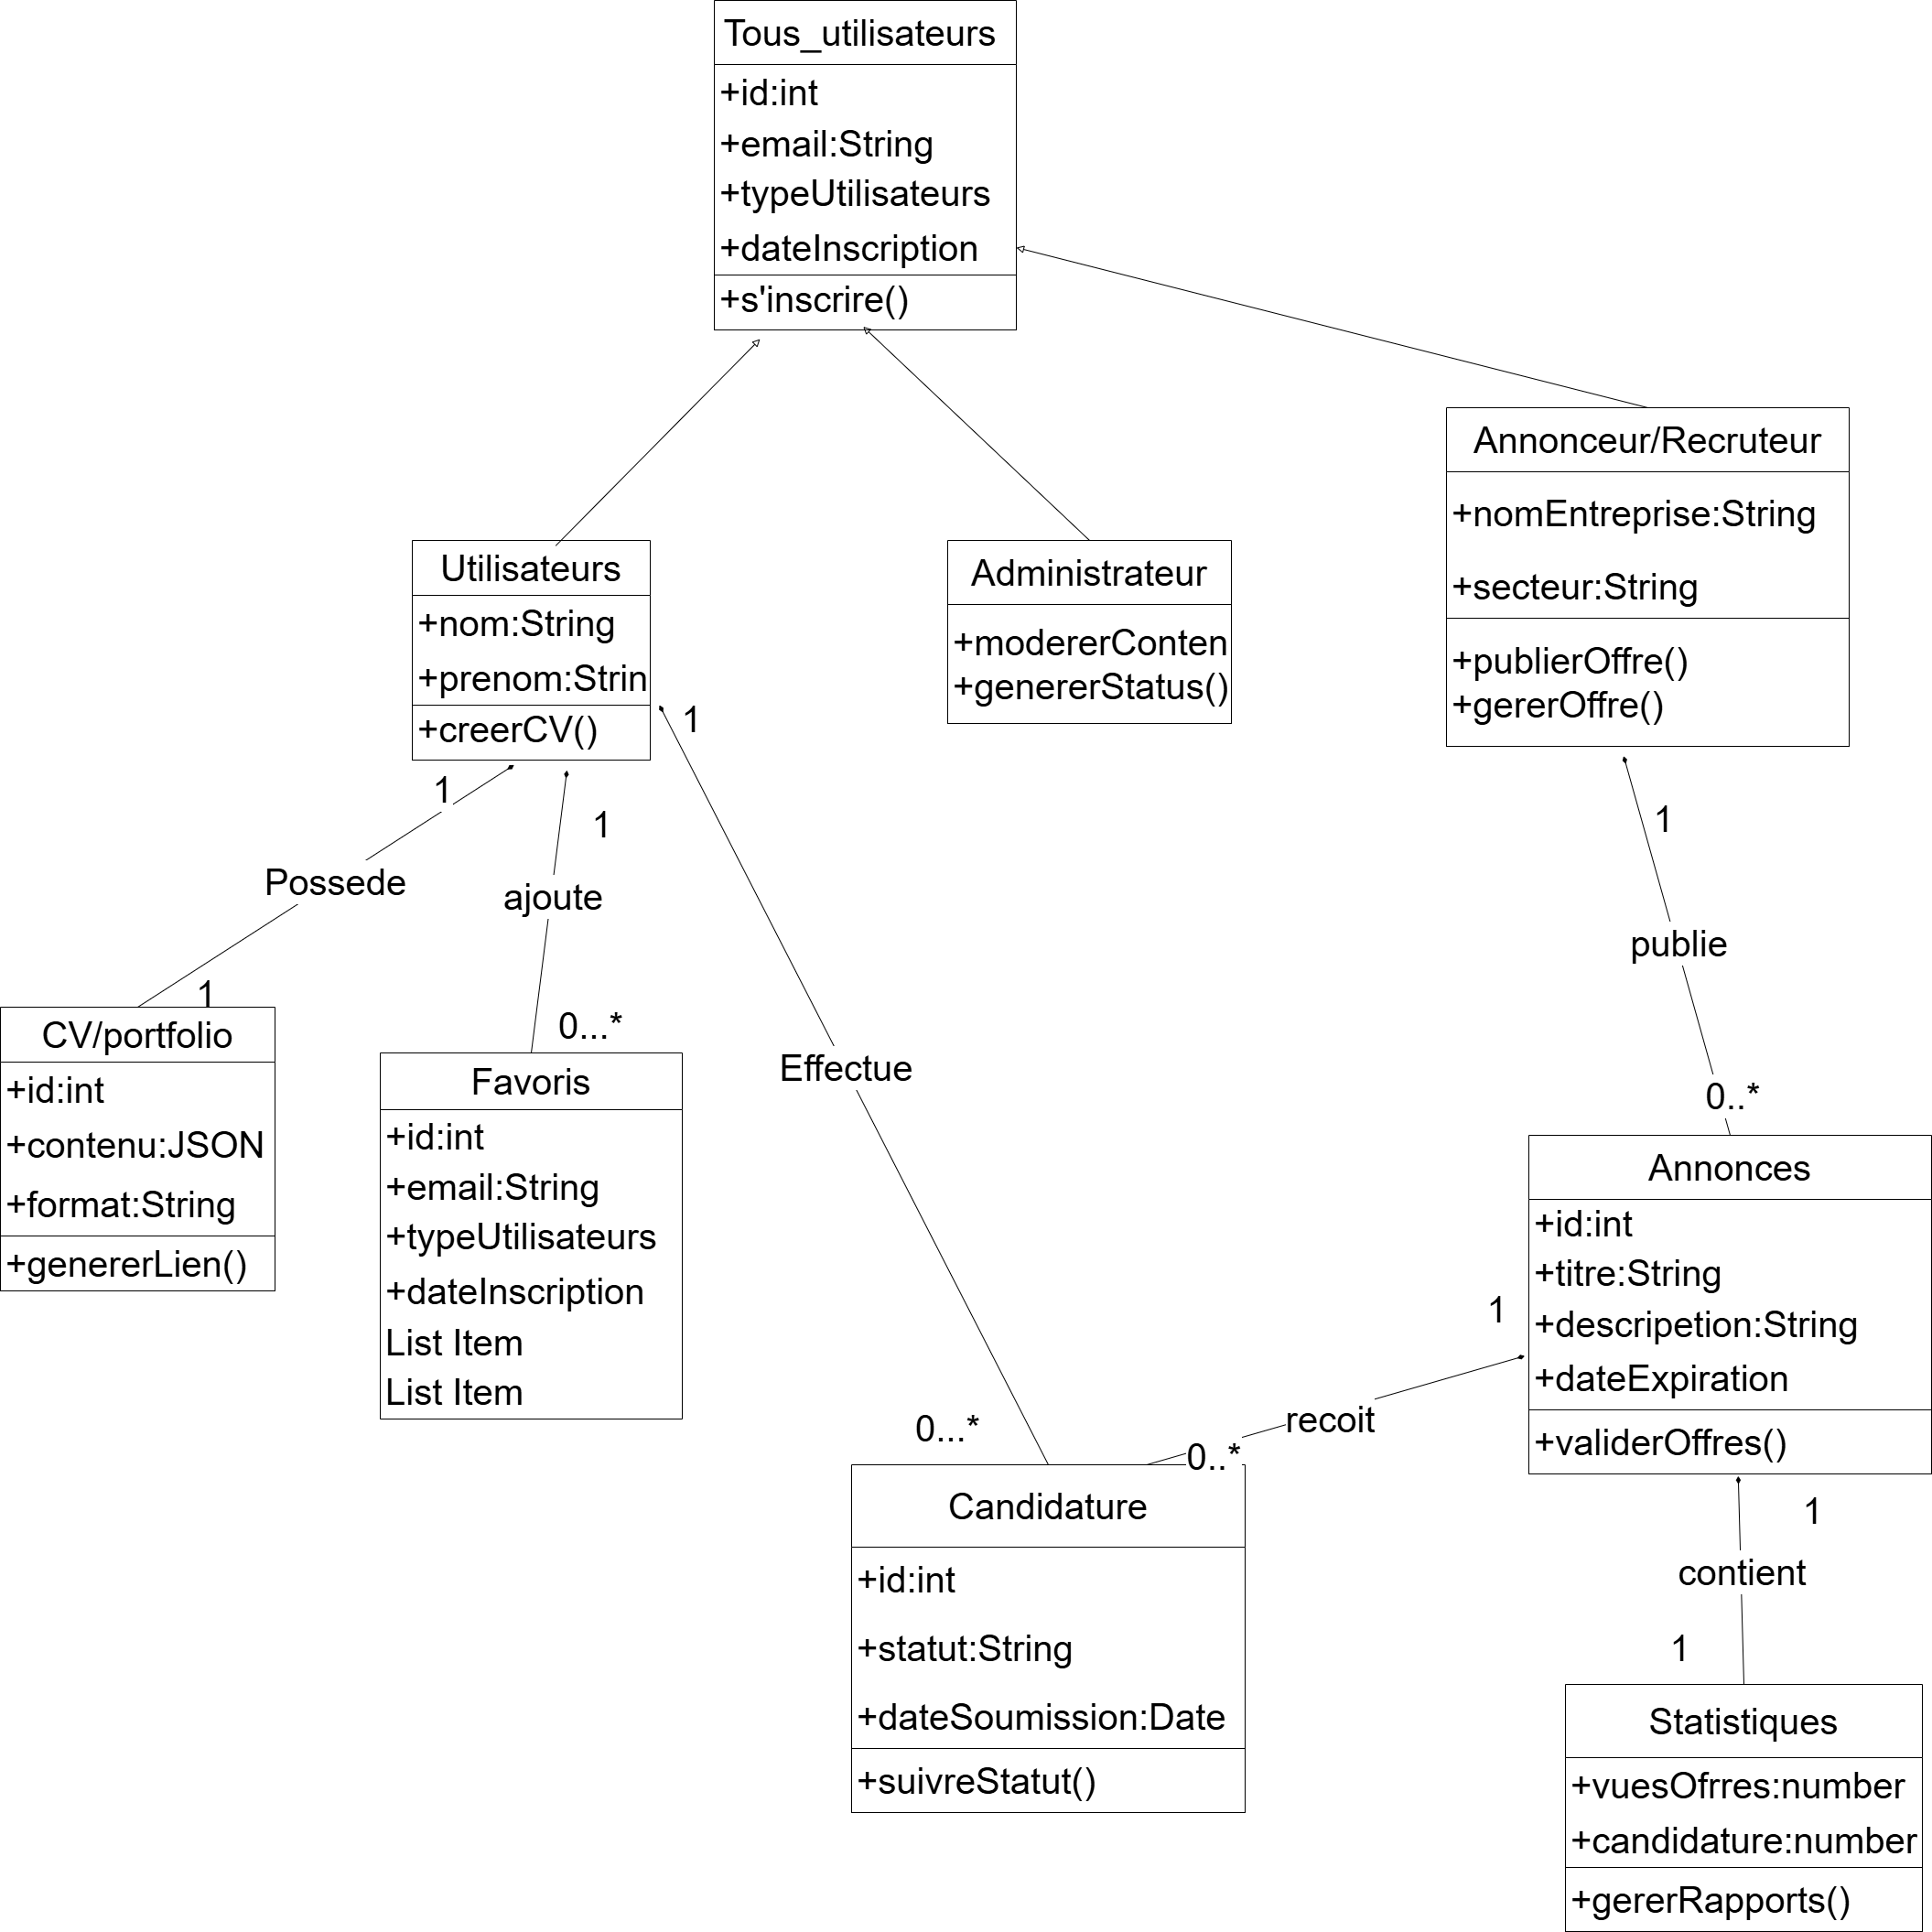 Tous_utilisateurs
+id:int
+email:String
+typeUtilisateurs
+dateInscription
+s'inscrire()
Annonceur/Recruteur
+nomEntreprise:String
+secteur:String
+publierOffre()
+gererOffre()
Utilisateurs
+nom:String
+prenom:Strin
+creerCV()
Administrateur
+modererConten
+genererStatus()
1
1
1
1
Possede
ajoute
publie
1
0...*
Effectue
0..*
CV/portfolio
+id:int
+contenu:JSON
+format:String
+genererLien()
Favoris
+id:int
+email:String
+typeUtilisateurs
+dateInscription
List Item
List Item
Annonces
+id:int
+titre:String
+descripetion:String
+dateExpiration
+validerOffres()
1
recoit
0...*
0..*
Candidature
+id:int
+statut:String
+dateSoumission:Date
+suivreStatut()
1
contient
1
Statistiques
+vuesOfrres:number
+candidature:number
+gererRapports()